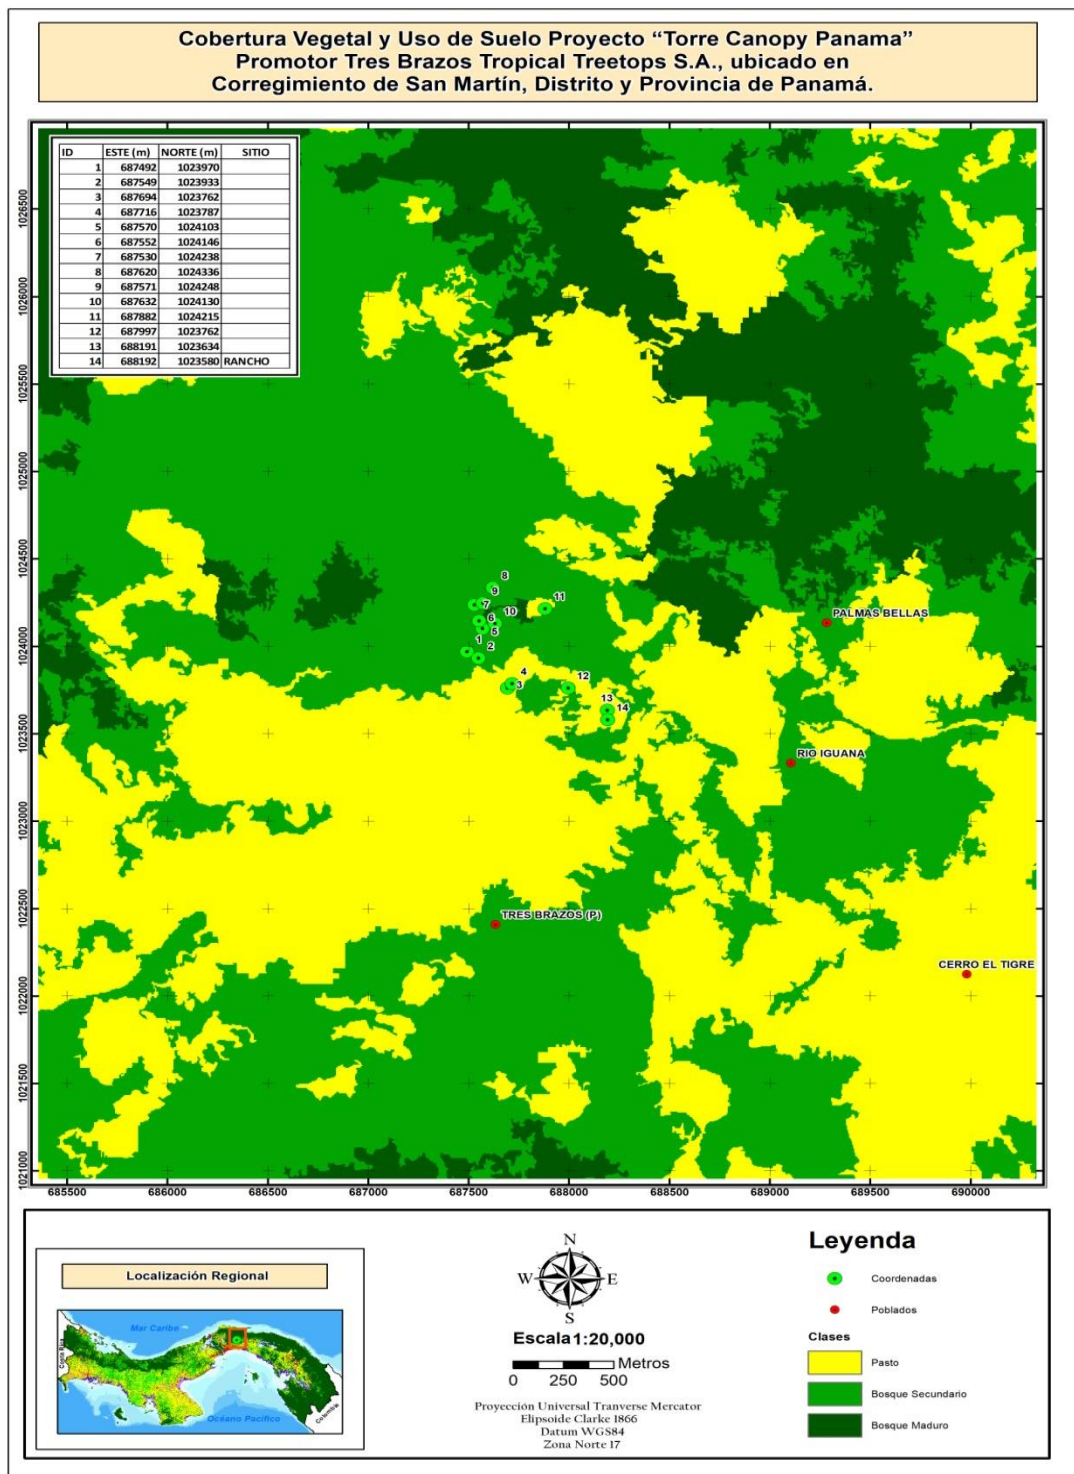 Cobertura Vegetal y Uso de Suelo Proyecto “Torre Canopy Panama”
Promotor Tres Brazos Tropical Treetops S.A., ubicado en
Corregimiento de San Martín, Distrito y Provincia de Panamá.
ID ESTE (m) NORTE (m) SITIO
1 687492 1023970
2 687549 1023933
3 687694 1023762
4 687716 1023787
5 687570 1024103
6 687552 1024146
7 687530 1024238
8 687620 1024336
9 687571 1024248
10 687632 1024130
11 687882 1024215
12 687997 1023762
13 688191 1023634
14 688192 1023580 RANCHO
1026500
1026000
1025500
1025000
1024500
1024000
1023500
1023000
1022500
1022000
1021500
1021000
8
9
7
10
11
6
5
1
2
4
3
12
13
14
PALMAS BELLAS
RIO IGUANA
TRES BRAZOS (P)
CERRO EL TIGRE
685500 686000 686500 687000 687500 688000 688500 689000 689500 690000
Localización Regional
Mar Caribe
Costa Rica
Océano Pacífico
Colombia
N
W E
S
Escala 1:20,000
Metros
0 250 500
Proyección Universal Tranverse Mercator
Elipsoide Clarke 1866
Datum WGS84
Zona Norte 17
Leyenda
Coordenadas
Poblados
Clases
Pasto
Bosque Secundario
Bosque Maduro